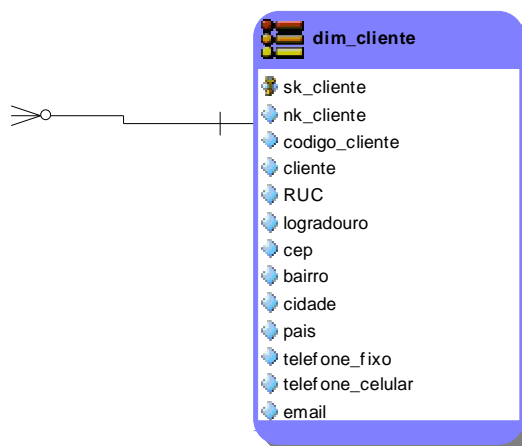 dim_cliente
sk_cliente
nk_cliente
codigo_cliente
cliente
RUC
logradouro
cep
bairro
cidade
pais
telefone_fixo
telefone_celular
email